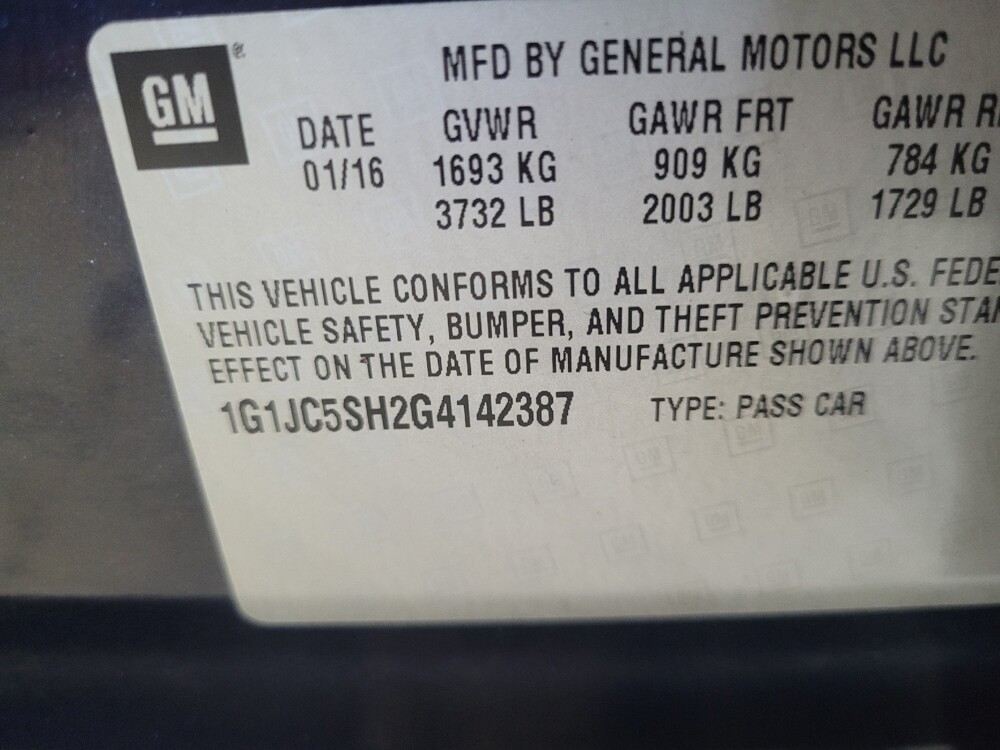 GM®
MFD BY GENERAL MOTORS LLC
DATE GVWR GAWR FRT GAWR
01/16 1693 KG 909 KG 784 KG
3732 LB 2003 LB 1729 LB
THIS VEHICLE CONFORMS TO ALL APPLICABLE U.S.
VEHICLE SAFETY, BUMPER, AND THEFT PREVENTION
EFFECT ON THE DATE OF MANUFACTURE SHOWN ABOVE.
1G1JC5SH2G4142387 TYPE: PASS CAR